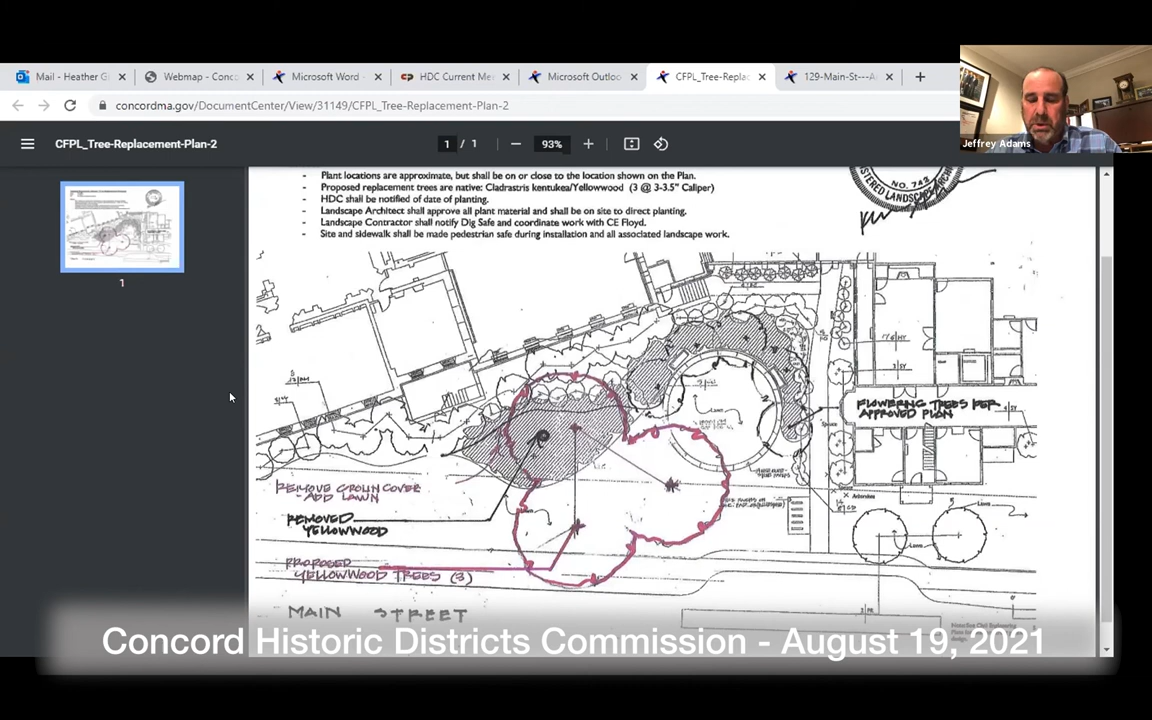 Mail - Heather G
Webmap - Conco
Microsoft Word -
HDC Current Me
Microsoft Outloo
CFPL_Tree-Replac
129-Main-St---A
concordma.gov/DocumentCenter/View/31149/CFPL_Tree-Replacement-Plan-2
Jeffrey Adams
CFPL_Tree-Replacement-Plan-2
1 / 1
93%
- Plant locations are approximate, but shall be on or close to the location shown on the Plan.
- Proposed replacement trees are native: Cladrastris kentukea/Yellowwood (3 @ 3-3.5" Caliper)
- HDC shall be notified of date of planting.
- Landscape Architect shall approve all plant material and shall be on site to direct planting.
- Landscape Contractor shall notify Dig Safe and coordinate work with CE Floyd.
- Site and sidewalk shall be made pedestrian safe during installation and all associated landscape work.
NO. 742
1
FLOWERING TREES PER
APPROVED PLAN
REMOVE GROUN COVER
- ADD LAWN
REMOVED
YELLOWWOOD
PROPOSED
YELLOWWOOD TREES (3)
MAIN STREET
Concord Historic Districts Commission - August 19, 2021